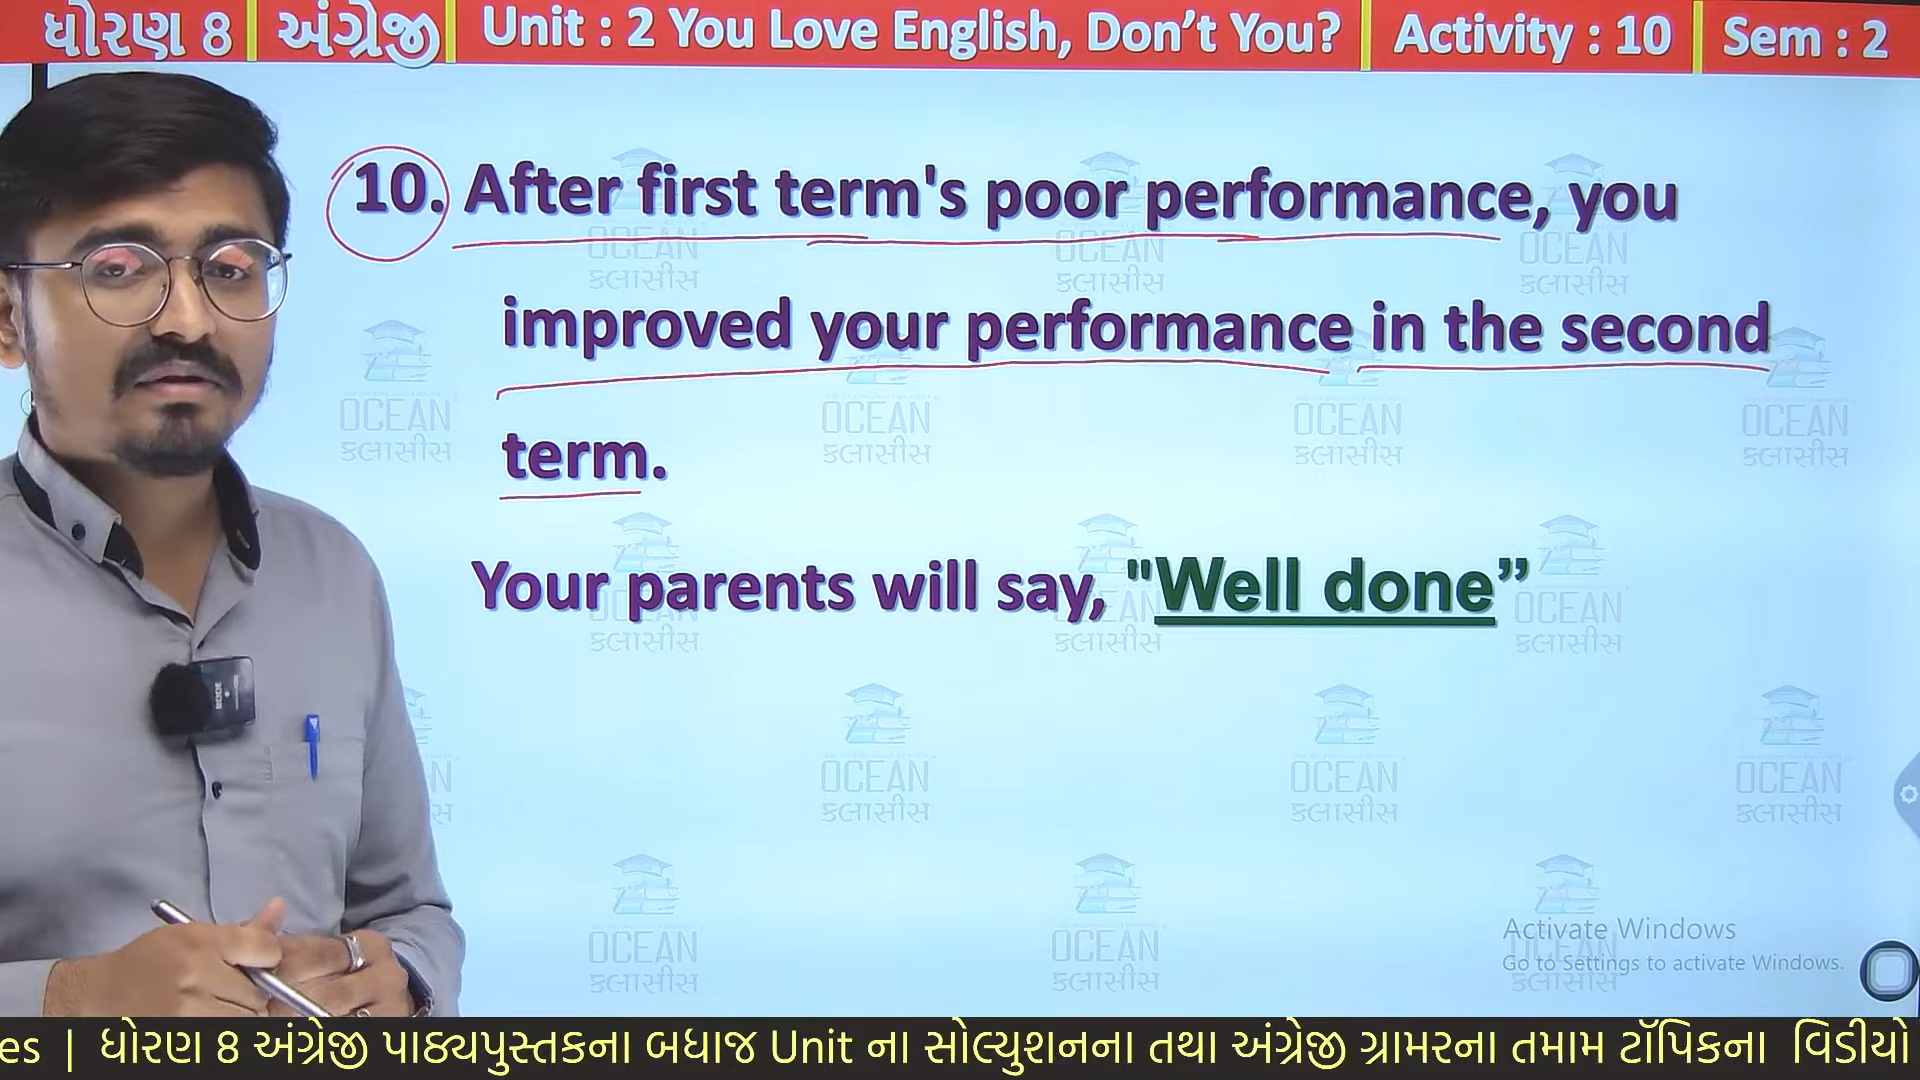 ધોરણ 8 | અંગ્રેજી | Unit : 2 You Love English, Don’t You? | Activity : 10 | Sem : 2
10. After first term's poor performance, you
improved your performance in the second
term.
Your parents will say, "Well done”
OCEAN
ક્લાસીસ
Activate Windows
Go to Settings to activate Windows.
es | ધોરણ 8 અંગ્રેજી પાઠ્યપુસ્તકના બધાજ Unit ના સોલ્યુશનના તથા અંગ્રેજી ગ્રામરના તમામ ટૉપિકના વિડીયો